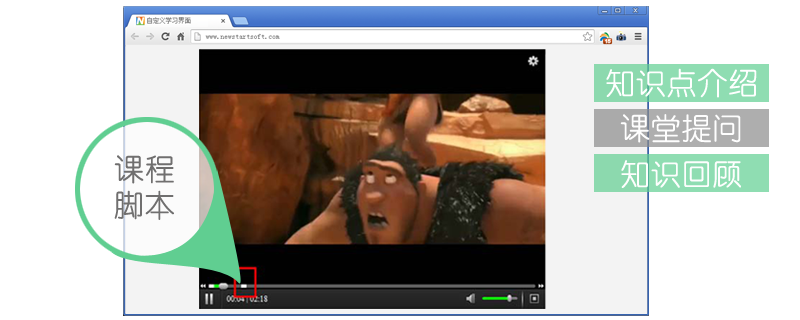 自定义学习界面
www.newstartsoft.com
知识点介绍
课堂提问
知识回顾
课程
脚本
00:04 | 02:18